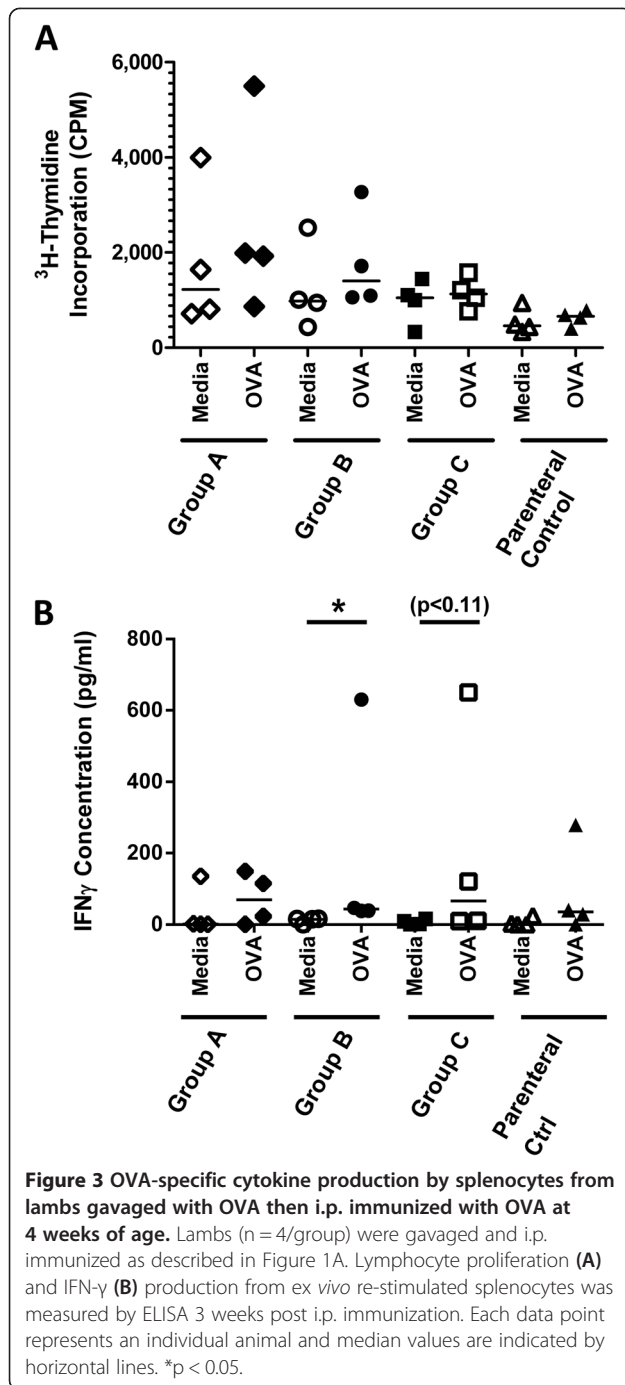 A
6,000
4,000
2,000
0
³H-Thymidine
Incorporation (CPM)
Media
OVA
Media
OVA
Media
OVA
Media
OVA
Group A
Group B
Group C
Parenteral
Control
B
*
(p<0.11)
800
600
400
200
0
IFNγ Concentration (pg/ml)
Media
OVA
Media
OVA
Media
OVA
Media
OVA
Group A
Group B
Group C
Parenteral
Ctrl
Figure 3 OVA-specific cytokine production by splenocytes from
lambs gavaged with OVA then i.p. immunized with OVA at
4 weeks of age. Lambs (n = 4/group) were gavaged and i.p.
immunized as described in Figure 1A. Lymphocyte proliferation (A)
and IFN-γ (B) production from ex vivo re-stimulated splenocytes was
measured by ELISA 3 weeks post i.p. immunization. Each data point
represents an individual animal and median values are indicated by
horizontal lines. *p < 0.05.